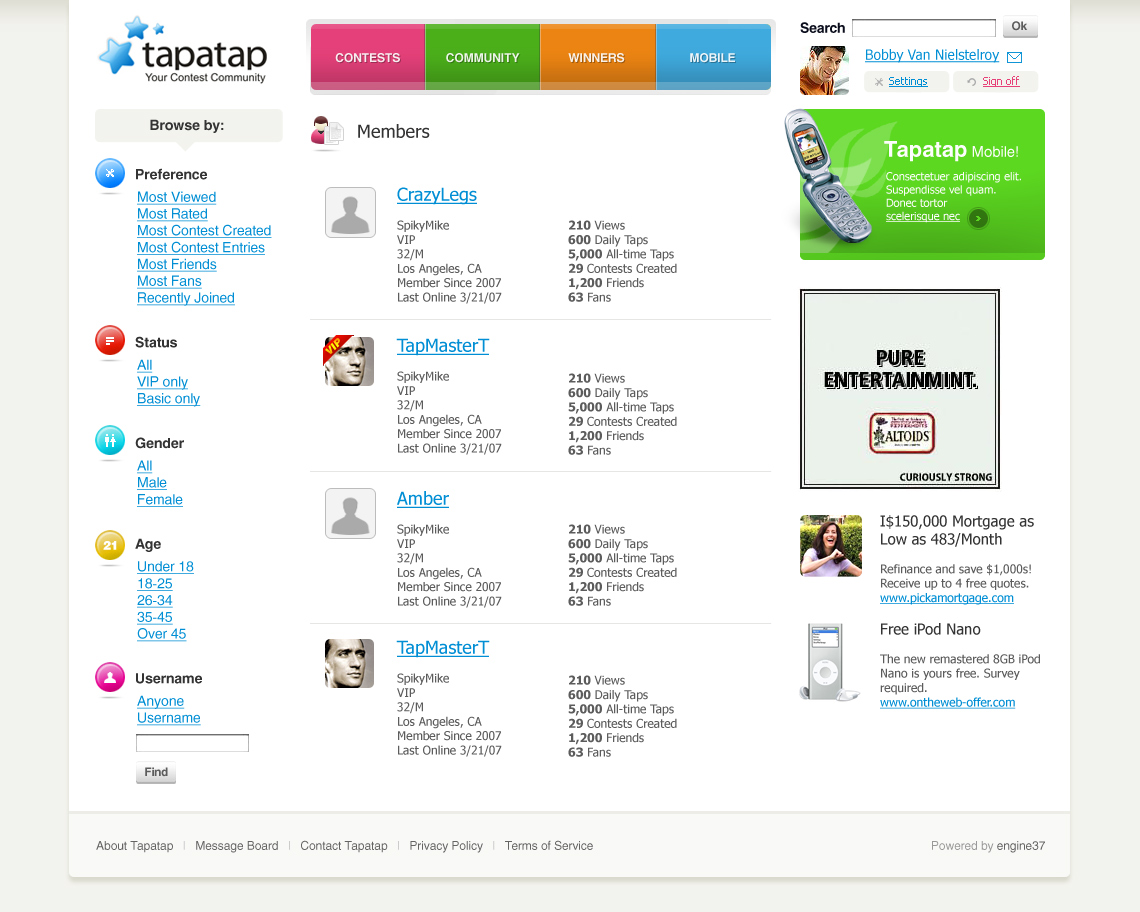 tapatap
Your Contest Community
CONTESTS
COMMUNITY
WINNERS
MOBILE
Search
Ok
Bobby Van Nielstelroy
Settings
Sign off
Browse by:
Preference
Most Viewed
Most Rated
Most Contest Created
Most Contest Entries
Most Friends
Most Fans
Recently Joined
Status
All
VIP only
Basic only
Gender
All
Male
Female
21
Age
Under 18
18-25
26-34
35-45
Over 45
Username
Anyone
Username
Find
Members
CrazyLegs
SpikyMike
VIP
32/M
Los Angeles, CA
Member Since 2007
Last Online 3/21/07
210 Views
600 Daily Taps
5,000 All-time Taps
29 Contests Created
1,200 Friends
63 Fans
VIP
TapMasterT
SpikyMike
VIP
32/M
Los Angeles, CA
Member Since 2007
Last Online 3/21/07
210 Views
600 Daily Taps
5,000 All-time Taps
29 Contests Created
1,200 Friends
63 Fans
Amber
SpikyMike
VIP
32/M
Los Angeles, CA
Member Since 2007
Last Online 3/21/07
210 Views
600 Daily Taps
5,000 All-time Taps
29 Contests Created
1,200 Friends
63 Fans
TapMasterT
SpikyMike
VIP
32/M
Los Angeles, CA
Member Since 2007
Last Online 3/21/07
210 Views
600 Daily Taps
5,000 All-time Taps
29 Contests Created
1,200 Friends
63 Fans
Tapatap Mobile!
Consectetuer adipiscing elit.
Suspendisse vel quam.
Donec tortor
scelerisque nec
PURE
ENTERTAINMINT.
ALTOIDS
CURIOUSLY STRONG
I$150,000 Mortgage as
Low as 483/Month
Refinance and save $1,000s!
Receive up to 4 free quotes.
www.pickamortgage.com
Free iPod Nano
The new remastered 8GB iPod
Nano is yours free. Survey
required.
www.ontheweb-offer.com
About Tapatap
Message Board
Contact Tapatap
Privacy Policy
Terms of Service
Powered by engine37